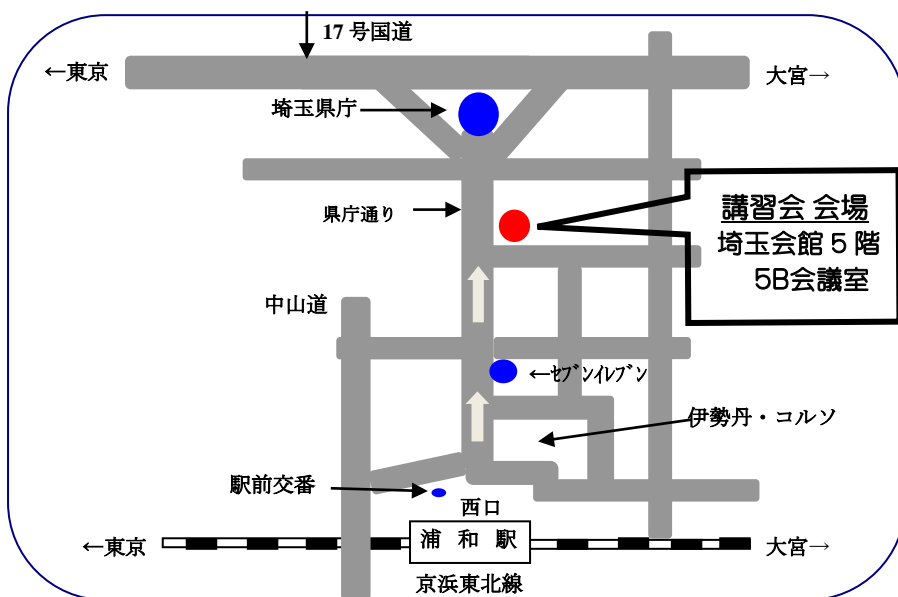 17 号国道
←東京
大宮→
埼玉県庁
県庁通り
講習会 会場
埼玉会館 5 階
5B会議室
中山道
←ｾﾌﾞﾝｲﾚﾌﾞﾝ
伊勢丹・コルソ
駅前交番
西口
←東京
浦 和 駅
大宮→
京浜東北線